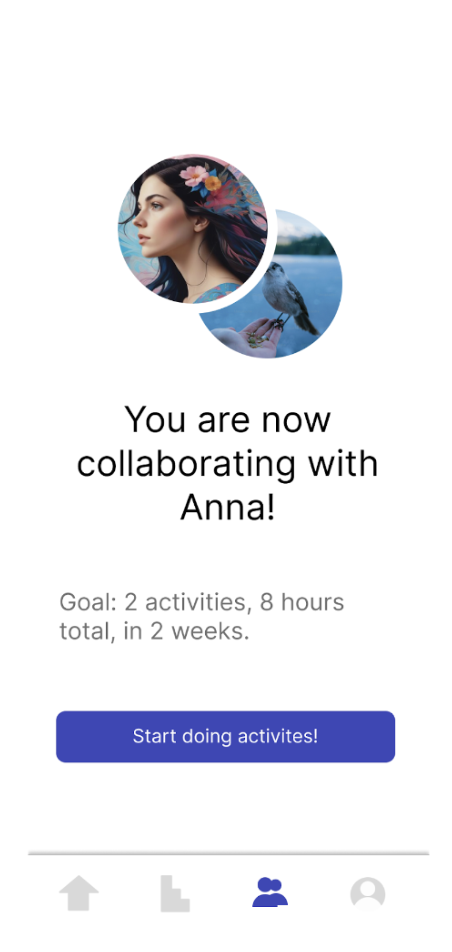 You are now
collaborating with
Anna!
Goal: 2 activities, 8 hours
total, in 2 weeks.
Start doing activites!